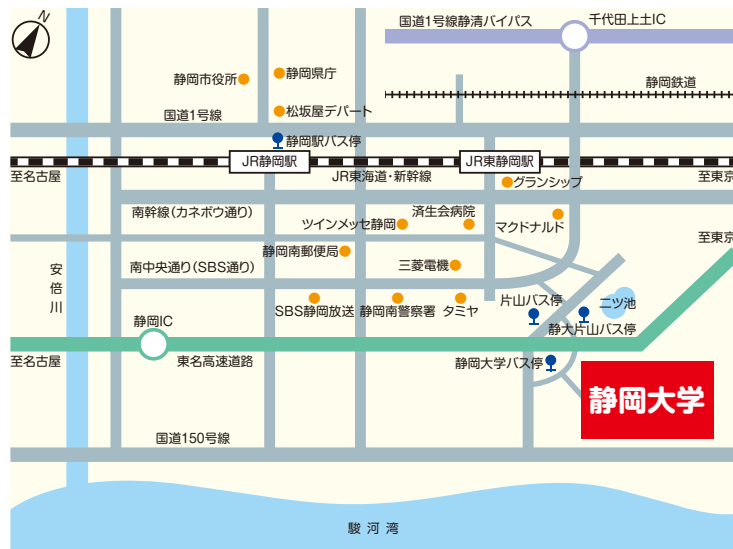 N
国道1号線静清バイパス
千代田上土IC
静岡県庁
静岡市役所
静岡鉄道
国道1号線
松坂屋デパート
静岡駅バス停
JR静岡駅
JR東静岡駅
至名古屋
JR東海道・新幹線
至東京
グランシップ
南幹線(カネボウ通り)
済生会病院
ツインメッセ静岡
マクドナルド
至東京
静岡南郵便局
南中央通り(SBS通り)
三菱電機
安倍川
SBS静岡放送
静岡南警察署
タミヤ
片山バス停
二ツ池
静岡IC
静大片山バス停
至名古屋
東名高速道路
静岡大学バス停
静岡大学
国道150号線
駿河湾